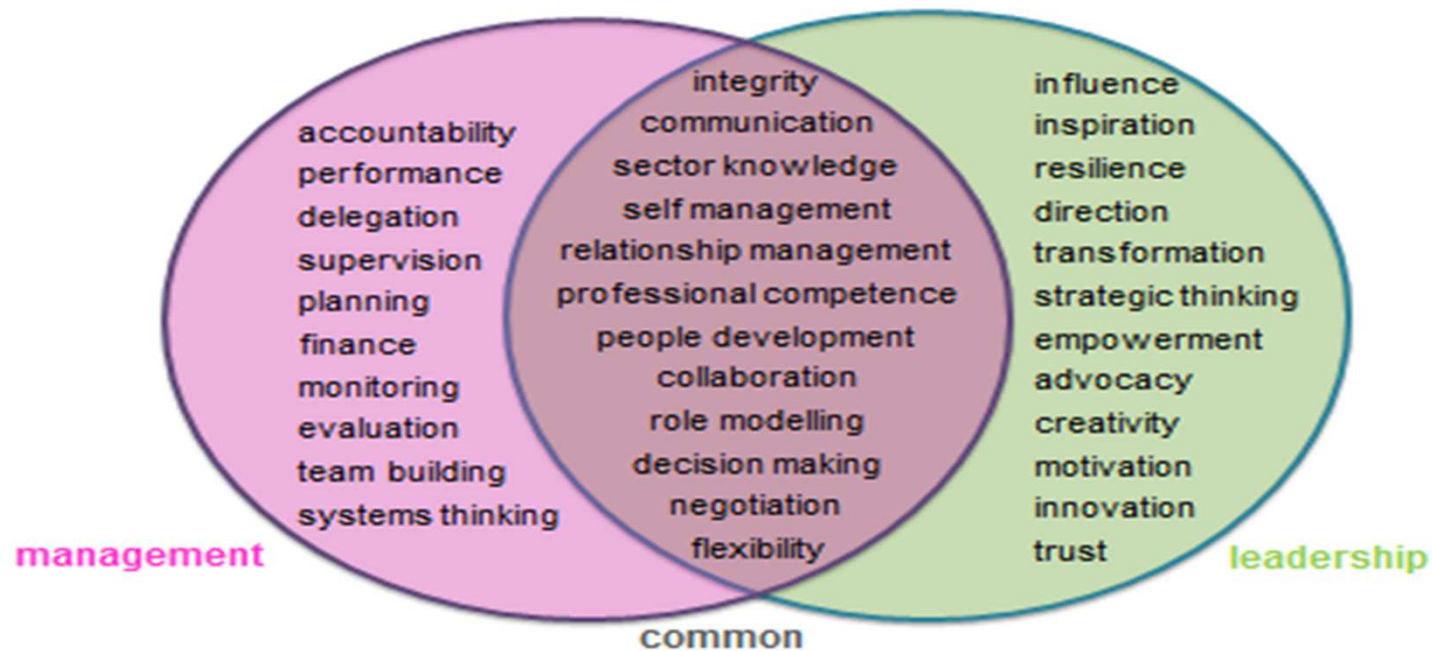 accountability
performance
delegation
supervision
planning
finance
monitoring
evaluation
team building
systems thinking
management
integrity
communication
sector knowledge
self management
relationship management
professional competence
people development
collaboration
role modelling
decision making
negotiation
flexibility
common
influence
inspiration
resilience
direction
transformation
strategic thinking
empowerment
advocacy
creativity
motivation
innovation
trust
leadership